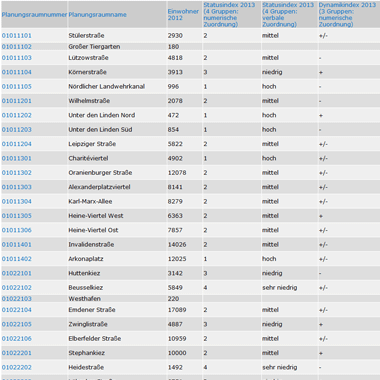 Planungsraumnummer Planungsraumname Einwohner 2012 Statusindex 2013 (4 Gruppen: numerische Zuordnung) Statusindex 2013 (4 Gruppen: verbale Zuordnung) Dynamikindex 2013 (3 Gruppen: numerische Zuordnung)
01011101 Stülerstraße 2930 2 mittel +/-
01011102 Großer Tiergarten 180
01011103 Lützowstraße 4818 2 mittel -
01011104 Körnerstraße 3913 3 niedrig +
01011105 Nördlicher Landwehrkanal 996 1 hoch -
01011201 Wilhelmstraße 2078 2 mittel -
01011202 Unter den Linden Nord 472 1 hoch +
01011203 Unter den Linden Süd 854 1 hoch -
01011204 Leipziger Straße 5822 2 mittel +/-
01011301 Charitéviertel 4902 1 hoch +/-
01011302 Oranienburger Straße 12078 2 mittel +/-
01011303 Alexanderplatzviertel 8141 2 mittel +/-
01011304 Karl-Marx-Allee 8279 2 mittel +/-
01011305 Heine-Viertel West 6363 2 mittel +
01011306 Heine-Viertel Ost 7857 2 mittel +/-
01011401 Invalidenstraße 14026 2 mittel +/-
01011402 Arkonaplatz 12025 1 hoch +/-
01022101 Huttenkiez 3142 3 niedrig -
01022102 Beusselkiez 5849 4 sehr niedrig +/-
01022103 Westhafen 220
01022104 Emdener Straße 17089 2 mittel +/-
01022105 Zwinglistraße 4887 3 niedrig +
01022106 Elberfelder Straße 10959 2 mittel +/-
01022201 Stephankiez 10000 2 mittel +
01022202 Heidestraße 1492 4 sehr niedrig -